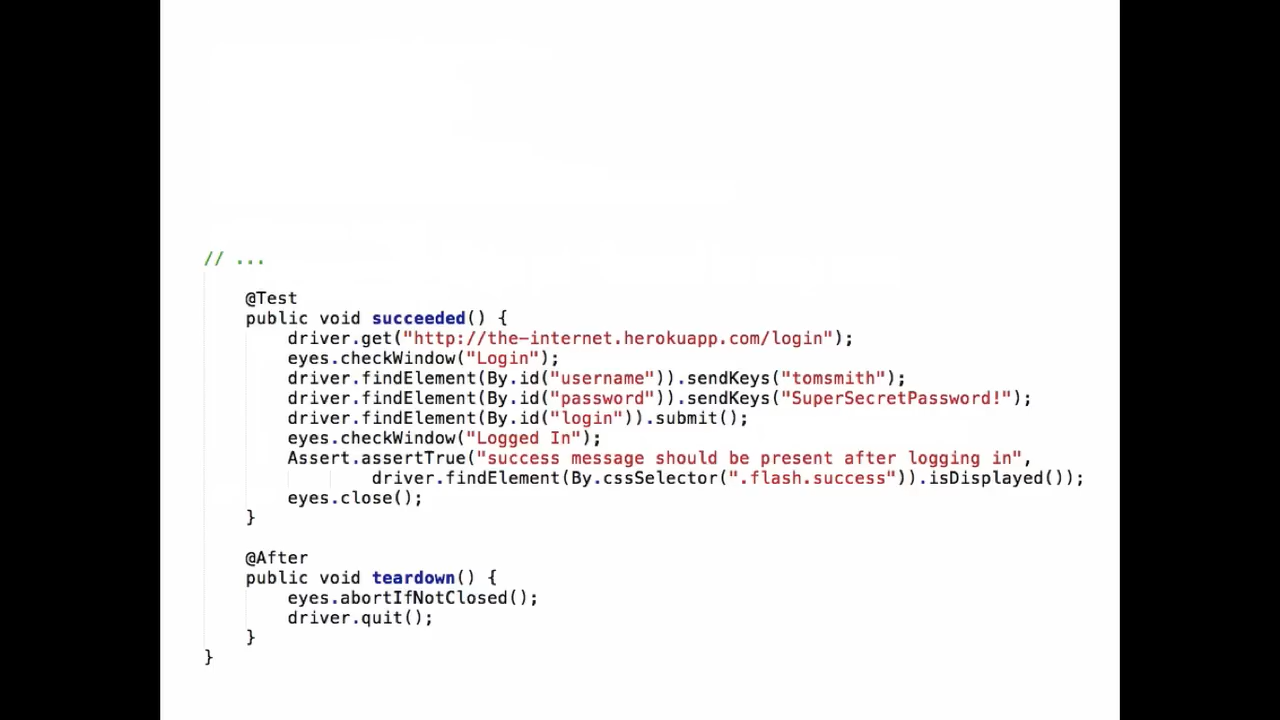 // ...
@Test
public void succeeded() {
driver.get("http://the-internet.herokuapp.com/login");
eyes.checkWindow("Login");
driver.findElement(By.id("username")).sendKeys("tomsmith");
driver.findElement(By.id("password")).sendKeys("SuperSecretPassword!");
driver.findElement(By.id("login")).submit();
eyes.checkWindow("Logged In");
Assert.assertTrue("success message should be present after logging in",
driver.findElement(By.cssSelector(".flash.success")).isDisplayed());
eyes.close();
}
@After
public void teardown() {
eyes.abortIfNotClosed();
driver.quit();
}
}